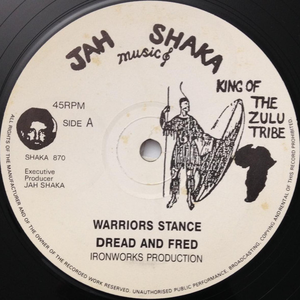 JAH SHAKA
music
KING OF
THE
ZULU
TRIBE
45RPM
SIDE A
SHAKA 870
Executive
Producer
JAH SHAKA
WARRIORS STANCE
DREAD AND FRED
IRONWORKS PRODUCTION
ALL RIGHTS OF THE MANUFACTURER AND OF THE OWNER OF THE RECORDED WORK RESERVED. UNAUTHORISED PUBLIC PERFORMANCE, BROADCASTING, COPYING AND RENTAL OF THIS RECORD PROHIBITED.